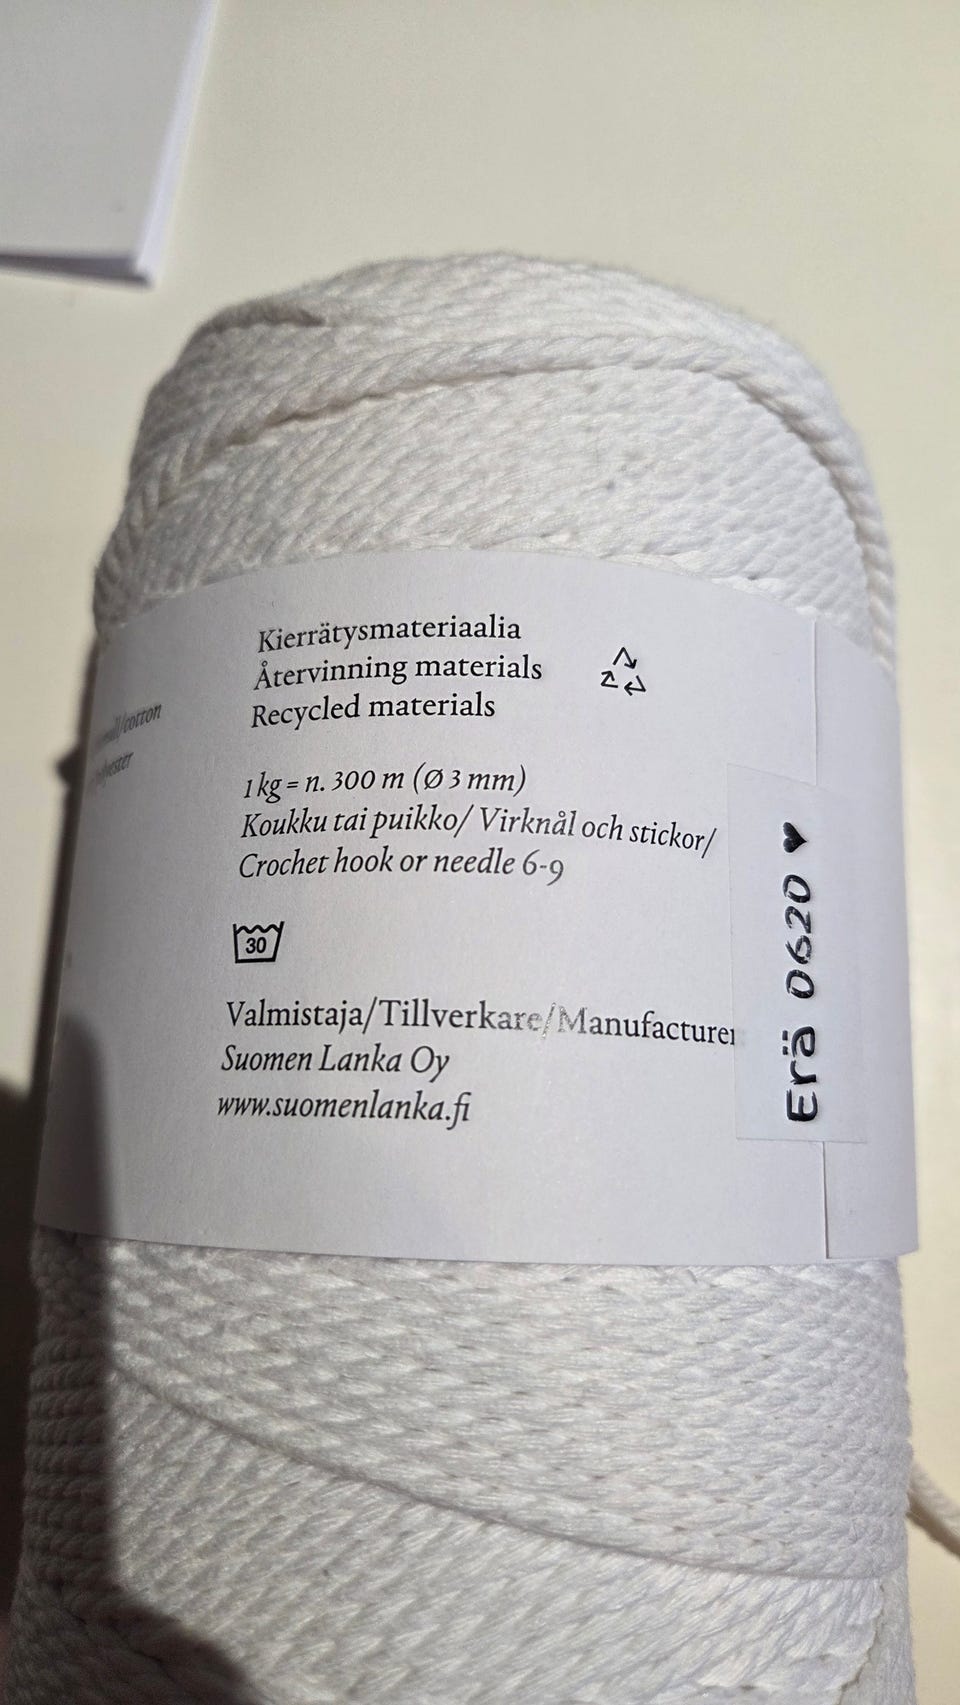 Kierrätysmateriaalia
Återvinning materials
Recycled materials
/cotton
1 kg = n. 300 m (Ø 3 mm)
Koukku tai puikko/ Virknål och stickor/
Crochet hook or needle 6-9
30
Valmistaja/Tillverkare/Manufacturer
Suomen Lanka Oy
www.suomenlanka.fi
Erä 0620 ♥